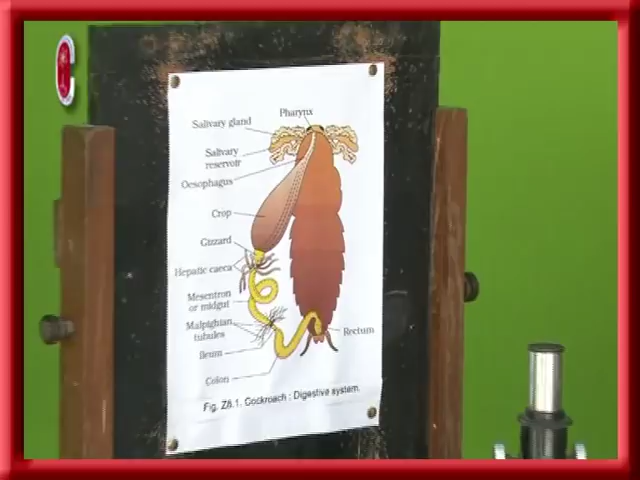 Pharynx
Salivary gland
Salivary
reservoir
Oesophagus
Crop
Gizzard
Hepatic caeca
Mesentron
or midgut
Malpighian
tubules
Rectum
Ileum
Colon
Fig. Z8.1. Cockroach : Digestive system.